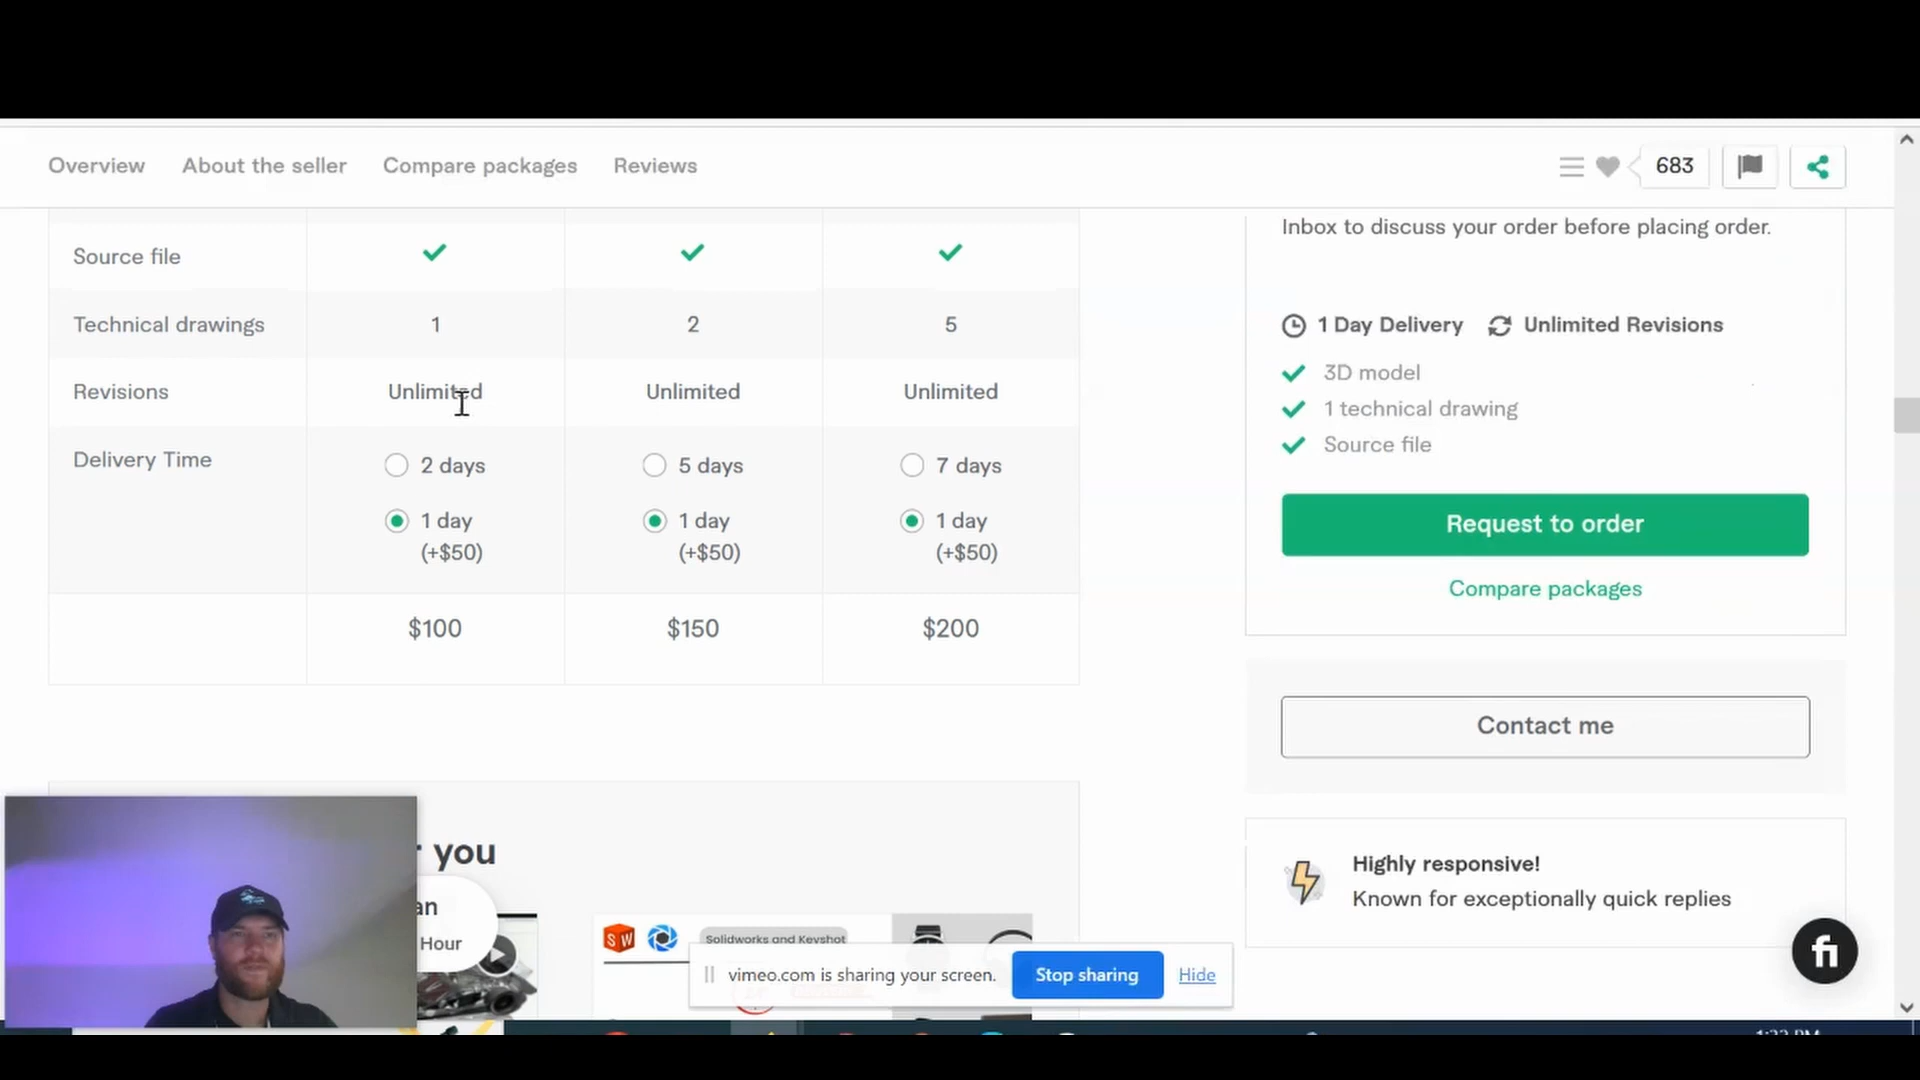 Overview About the seller Compare packages Reviews
683
Source file
Technical drawings 1 2 5
Revisions Unlimited Unlimited Unlimited
Delivery Time
2 days 5 days 7 days
1 day 1 day 1 day
(+$50) (+$50) (+$50)
$100 $150 $200
Inbox to discuss your order before placing order.
1 Day Delivery Unlimited Revisions
3D model
1 technical drawing
Source file
Request to order
Compare packages
Contact me
Highly responsive!
Known for exceptionally quick replies
fi
you
an
Hour
SW
Solidworks and Keyshot
vimeo.com is sharing your screen. Stop sharing Hide